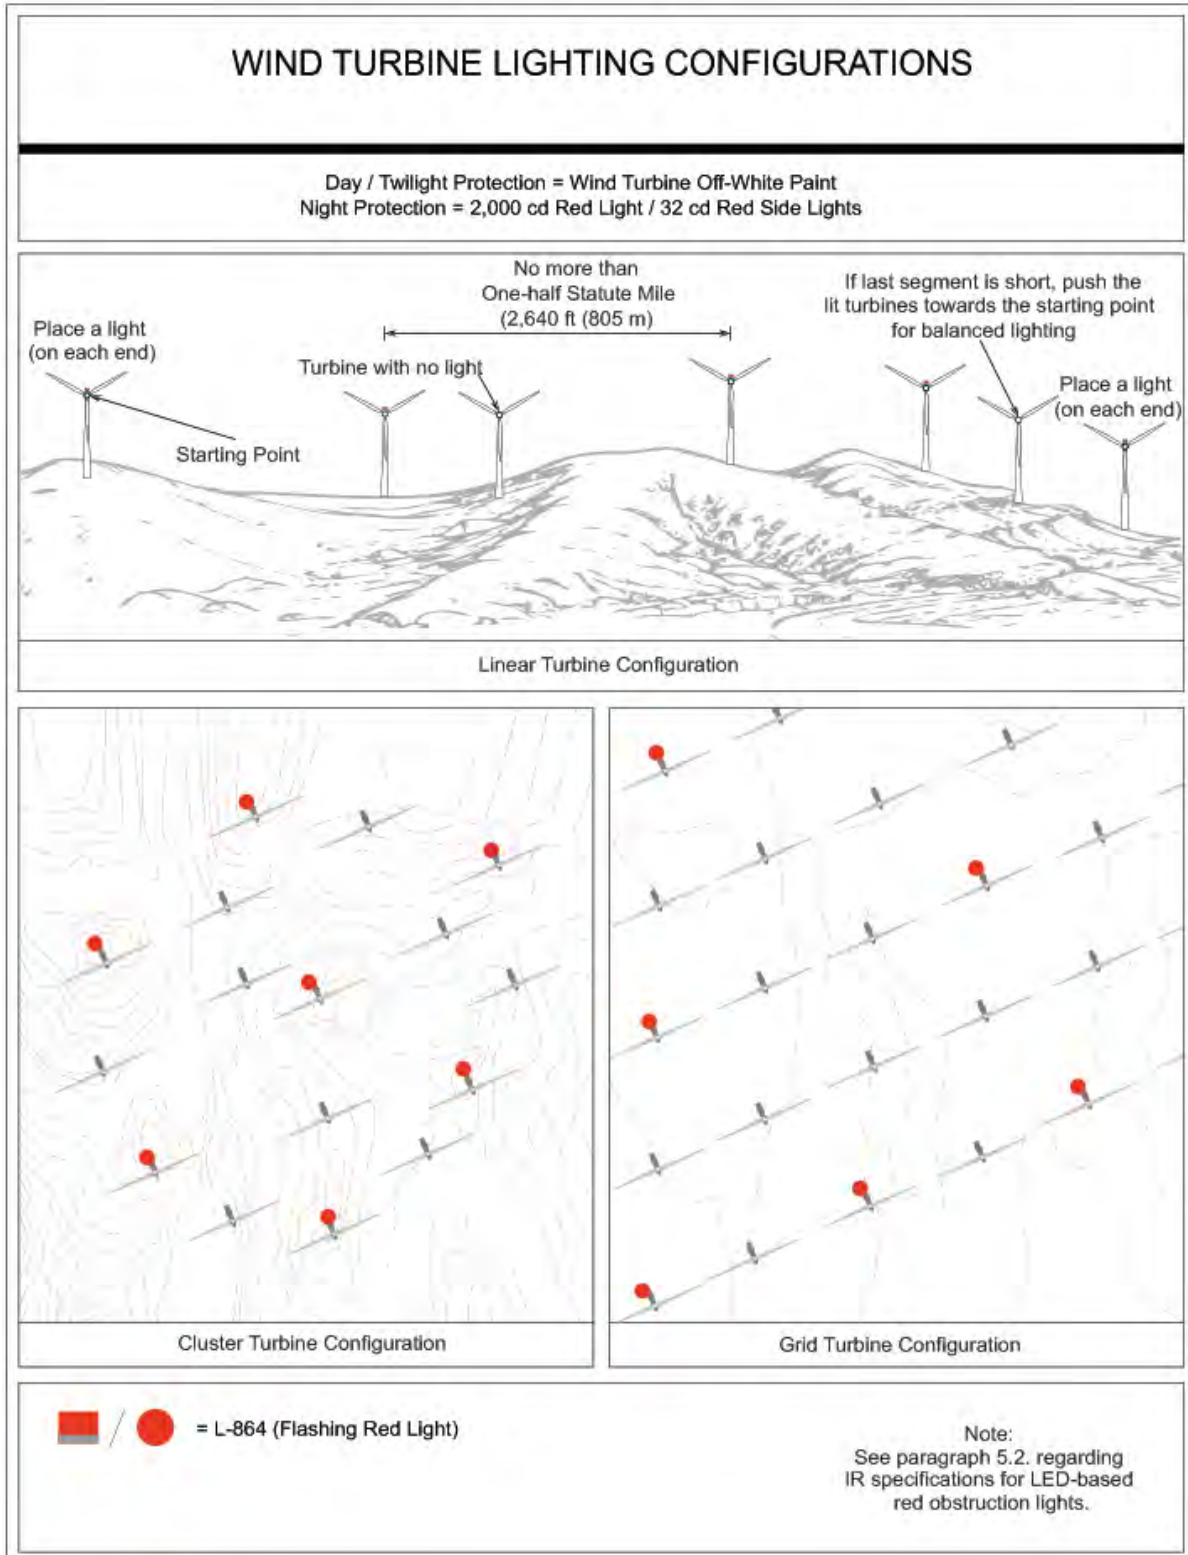 WIND TURBINE LIGHTING CONFIGURATIONS
Day / Twilight Protection = Wind Turbine Off-White Paint
Night Protection = 2,000 cd Red Light / 32 cd Red Side Lights
No more than
One-half Statute Mile
(2,640 ft (805 m)
If last segment is short, push the
lit turbines towards the starting point
for balanced lighting
Place a light
(on each end)
Turbine with no light
Place a light
(on each end)
Starting Point
Linear Turbine Configuration
Cluster Turbine Configuration
Grid Turbine Configuration
/ = L-864 (Flashing Red Light)
Note:
See paragraph 5.2. regarding
IR specifications for LED-based
red obstruction lights.